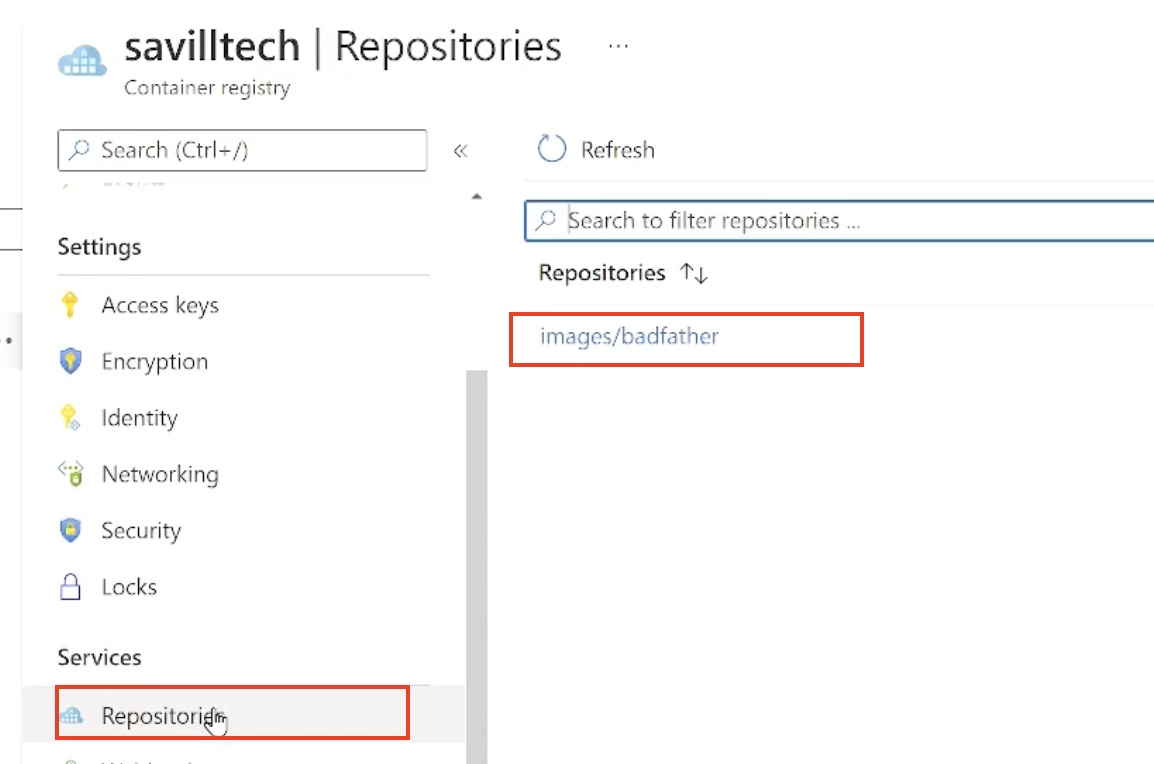 savilltech | Repositories ...
Container registry
Search (Ctrl+/)
«
Settings
Access keys
Encryption
Identity
Networking
Security
Locks
Services
Repositories
Refresh
Search to filter repositories ...
Repositories ↑↓
images/badfather